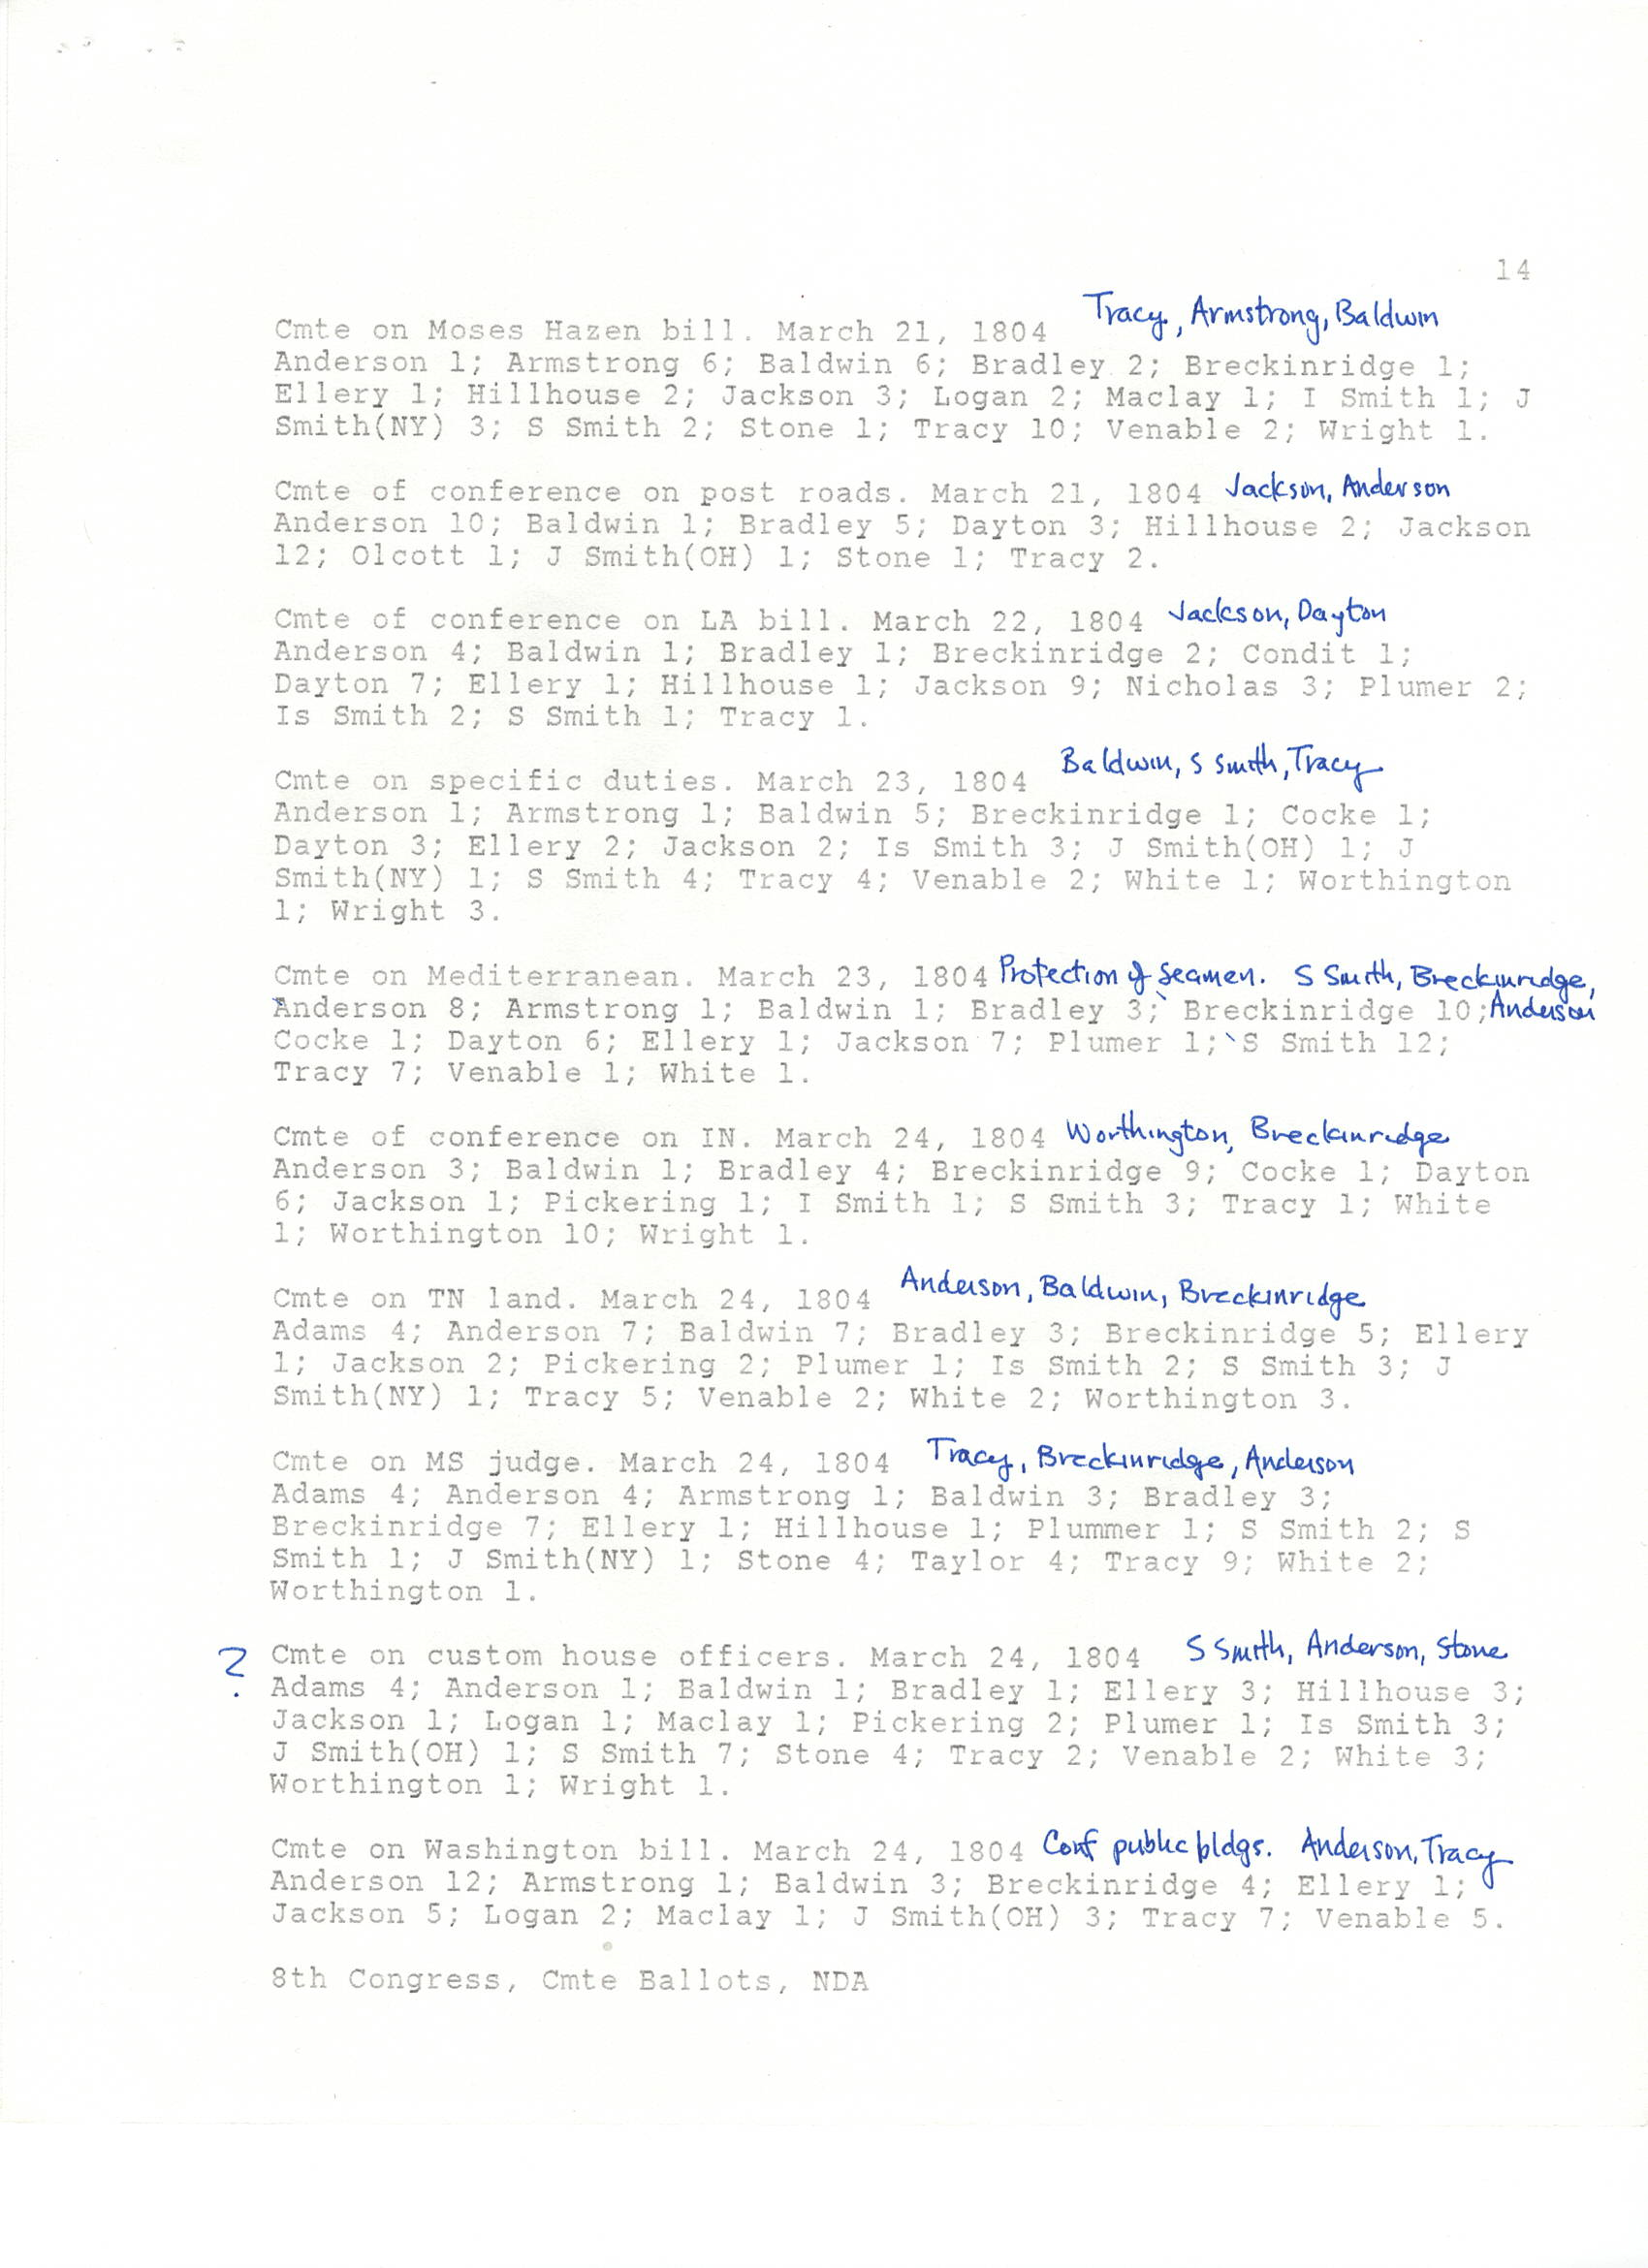 14
Cmte on Moses Hazen bill. March 21, 1804 Tracy, Armstrong, Baldwin
Anderson 1; Armstrong 6; Baldwin 6; Bradley 2; Breckinridge 1;
Ellery 1; Hillhouse 2; Jackson 3; Logan 2; Maclay 1; I Smith 1; J
Smith(NY) 3; S Smith 2; Stone 1; Tracy 10; Venable 2; Wright 1.
Cmte of conference on post roads. March 21, 1804 Jackson, Anderson
Anderson 10; Baldwin 1; Bradley 5; Dayton 3; Hillhouse 2; Jackson
12; Olcott 1; J Smith(OH) 1; Stone 1; Tracy 2.
Cmte of conference on LA bill. March 22, 1804 Jackson, Dayton
Anderson 4; Baldwin 1; Bradley 1; Breckinridge 2; Condit 1;
Dayton 7; Ellery 1; Hillhouse 1; Jackson 9; Nicholas 3; Plumer 2;
Is Smith 2; S Smith 1; Tracy 1.
Cmte on specific duties. March 23, 1804 Baldwin, S Smith, Tracy
Anderson 1; Armstrong 1; Baldwin 5; Breckinridge 1; Cocke 1;
Dayton 3; Ellery 2; Jackson 2; Is Smith 3; J Smith(OH) 1; J
Smith(NY) 1; S Smith 4; Tracy 4; Venable 2; White 1; Worthington
1; Wright 3.
Cmte on Mediterranean. March 23, 1804 Protection of Seamen. S Smith, Breckinridge,
Anderson 8; Armstrong 1; Baldwin 1; Bradley 3; Breckinridge 10; Anderson
Cocke 1; Dayton 6; Ellery 1; Jackson 7; Plumer 1; S Smith 12;
Tracy 7; Venable 1; White 1.
Cmte of conference on IN. March 24, 1804 Worthington, Breckinridge
Anderson 3; Baldwin 1; Bradley 4; Breckinridge 9; Cocke 1; Dayton
6; Jackson 1; Pickering 1; I Smith 1; S Smith 3; Tracy 1; White
1; Worthington 10; Wright 1.
Cmte on TN land. March 24, 1804 Anderson, Baldwin, Breckinridge
Adams 4; Anderson 7; Baldwin 7; Bradley 3; Breckinridge 5; Ellery
1; Jackson 2; Pickering 2; Plumer 1; Is Smith 2; S Smith 3; J
Smith(NY) 1; Tracy 5; Venable 2; White 2; Worthington 3.
Cmte on MS judge. March 24, 1804 Tracy, Breckinridge, Anderson
Adams 4; Anderson 4; Armstrong 1; Baldwin 3; Bradley 3;
Breckinridge 7; Ellery 1; Hillhouse 1; Plummer 1; S Smith 2; S
Smith 1; J Smith(NY) 1; Stone 4; Taylor 4; Tracy 9; White 2;
Worthington 1.
? Cmte on custom house officers. March 24, 1804 S Smith, Anderson, Stone
Adams 4; Anderson 1; Baldwin 1; Bradley 1; Ellery 3; Hillhouse 3;
Jackson 1; Logan 1; Maclay 1; Pickering 2; Plumer 1; Is Smith 3;
J Smith(OH) 1; S Smith 7; Stone 4; Tracy 2; Venable 2; White 3;
Worthington 1; Wright 1.
Cmte on Washington bill. March 24, 1804 Conf public bldgs. Anderson, Tracy
Anderson 12; Armstrong 1; Baldwin 3; Breckinridge 4; Ellery 1;
Jackson 5; Logan 2; Maclay 1; J Smith(OH) 3; Tracy 7; Venable 5.
8th Congress, Cmte Ballots, NDA